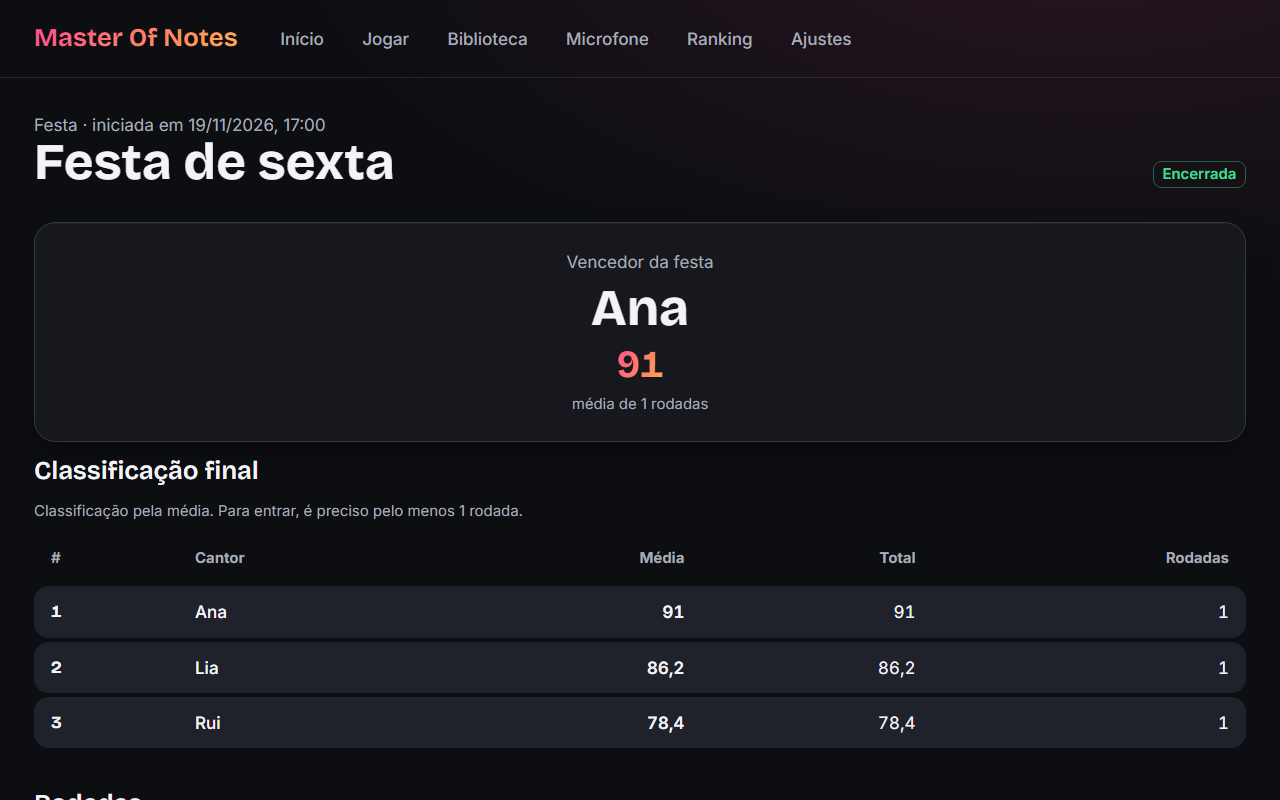 Master Of Notes Início Jogar Biblioteca Microfone Ranking Ajustes
Festa · iniciada em 19/11/2026, 17:00
Festa de sexta
Encerrada
Vencedor da festa
Ana
91
média de 1 rodadas
Classificação final
Classificação pela média. Para entrar, é preciso pelo menos 1 rodada.
# Cantor Média Total Rodadas
1 Ana 91 91 1
2 Lia 86,2 86,2 1
3 Rui 78,4 78,4 1
Rodadas